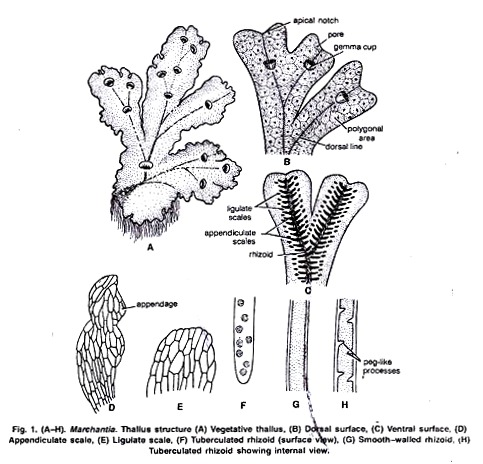 apical notch
pore
gemma cup
polygonal
area
dorsal line
B
A
ligulate
scales
appendiculate
scales
rhizoid
C
appendage
peg-like
processes
D
E
F
G
H
Fig. 1. (A-H). Marchantia. Thallus structure (A) Vegetative thallus, (B) Dorsal surface, (C) Ventral surface, (D)
Appendiculate scale, (E) Ligulate scale, (F) Tuberculated rhizoid (surface view), (G) Smooth-walled rhizoid, (H)
Tuberculated rhizoid showing internal view.